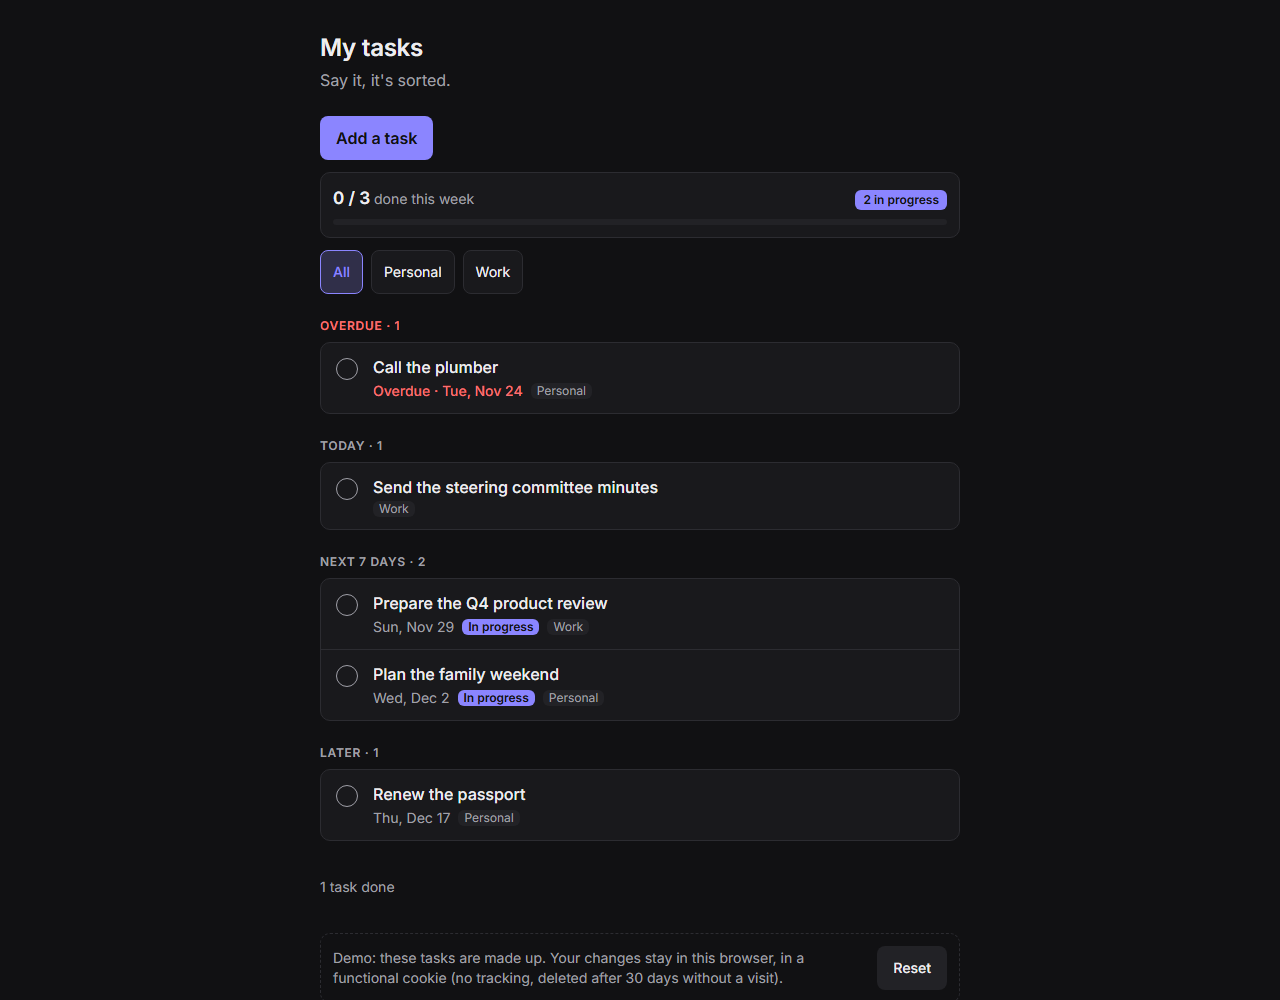 My tasks
Say it, it's sorted.
Add a task
0 / 3 done this week
2 in progress
All
Personal
Work
OVERDUE · 1
Call the plumber
Overdue · Tue, Nov 24
Personal
TODAY · 1
Send the steering committee minutes
Work
NEXT 7 DAYS · 2
Prepare the Q4 product review
Sun, Nov 29
In progress
Work
Plan the family weekend
Wed, Dec 2
In progress
Personal
LATER · 1
Renew the passport
Thu, Dec 17
Personal
1 task done
Demo: these tasks are made up. Your changes stay in this browser, in a
functional cookie (no tracking, deleted after 30 days without a visit).
Reset